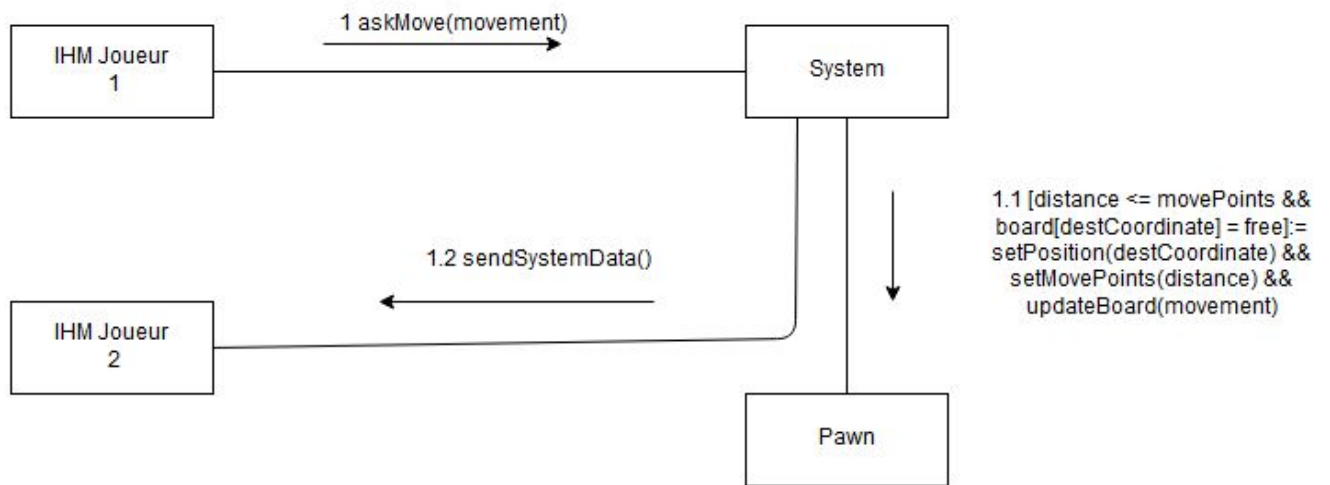 1 askMove(movement)
IHM Joueur
1
System
1.1 [distance <= movePoints &&
board[destCoordinate] = free]:=
setPosition(destCoordinate) &&
setMovePoints(distance) &&
updateBoard(movement)
1.2 sendSystemData()
IHM Joueur
2
Pawn